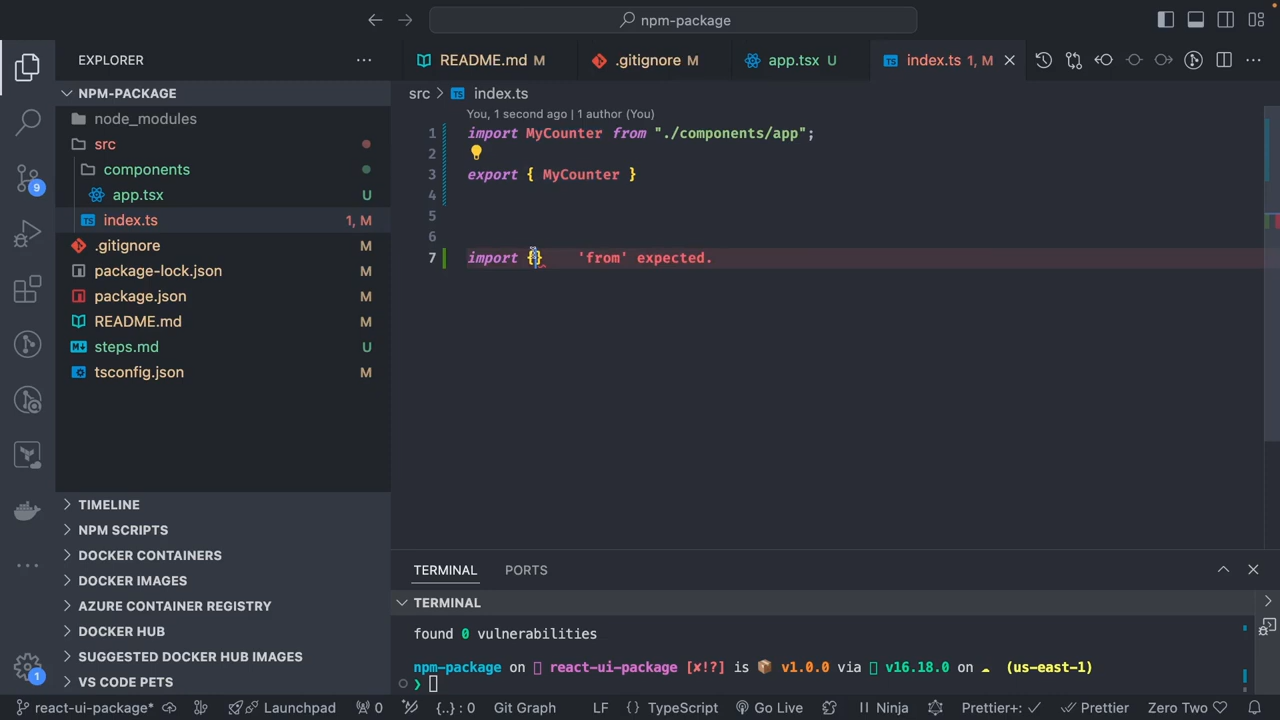 npm-package
EXPLORER
README.md M
.gitignore M
app.tsx U
index.ts 1, M
NPM-PACKAGE
node_modules
src
components
app.tsx U
index.ts 1, M
.gitignore M
package-lock.json M
package.json M
README.md M
steps.md U
tsconfig.json M
TIMELINE
NPM SCRIPTS
DOCKER CONTAINERS
DOCKER IMAGES
AZURE CONTAINER REGISTRY
DOCKER HUB
SUGGESTED DOCKER HUB IMAGES
VS CODE PETS
9
1
src > index.ts
You, 1 second ago | 1 author (You)
1 import MyCounter from "./components/app";
2
3 export { MyCounter }
4
5
6
7 import {} 'from' expected.
TERMINAL PORTS
TERMINAL
found 0 vulnerabilities
npm-package on react-ui-package [✘!?] is 📦 v1.0.0 via v16.18.0 on ☁ (us-east-1)
❯
react-ui-package* Launchpad 0 {..} : 0 Git Graph LF {} TypeScript Go Live Ninja Prettier+: ✓ Prettier Zero Two